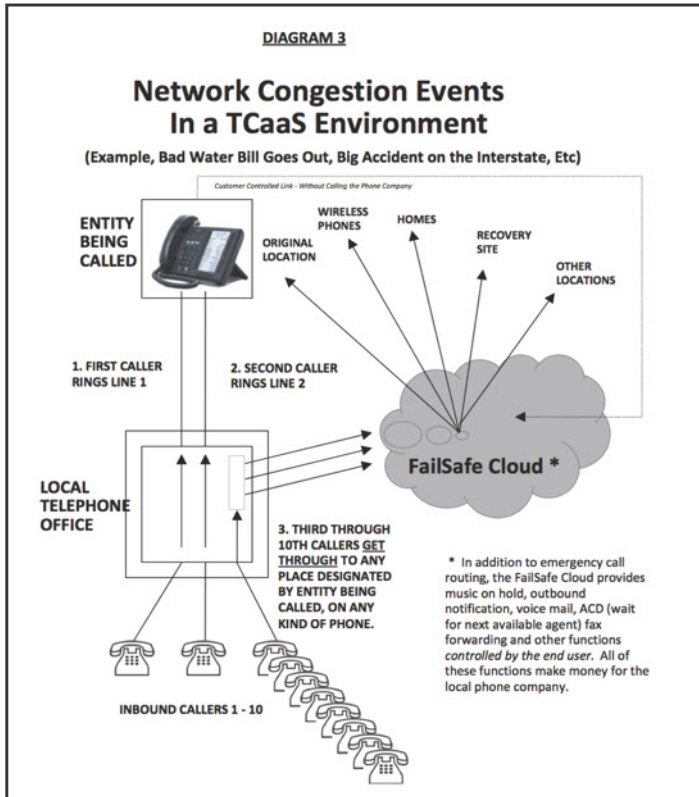 DIAGRAM 3
Network Congestion Events
In a TCaaS Environment
(Example, Bad Water Bill Goes Out, Big Accident on the Interstate, Etc)
Customer Controlled Link - Without Calling the Phone Company
ENTITY
BEING
CALLED
ORIGINAL
LOCATION
WIRELESS
PHONES
HOMES
RECOVERY
SITE
OTHER
LOCATIONS
1. FIRST CALLER
RINGS LINE 1
2. SECOND CALLER
RINGS LINE 2
FailSafe Cloud *
LOCAL
TELEPHONE
OFFICE
3. THIRD THROUGH
10TH CALLERS GET
THROUGH TO ANY
PLACE DESIGNATED
BY ENTITY BEING
CALLED, ON ANY
KIND OF PHONE.
* In addition to emergency call
routing, the FailSafe Cloud provides
music on hold, outbound
notification, voice mail, ACD (wait
for next available agent) fax
forwarding and other functions
controlled by the end user. All of
these functions make money for the
local phone company.
INBOUND CALLERS 1 - 10